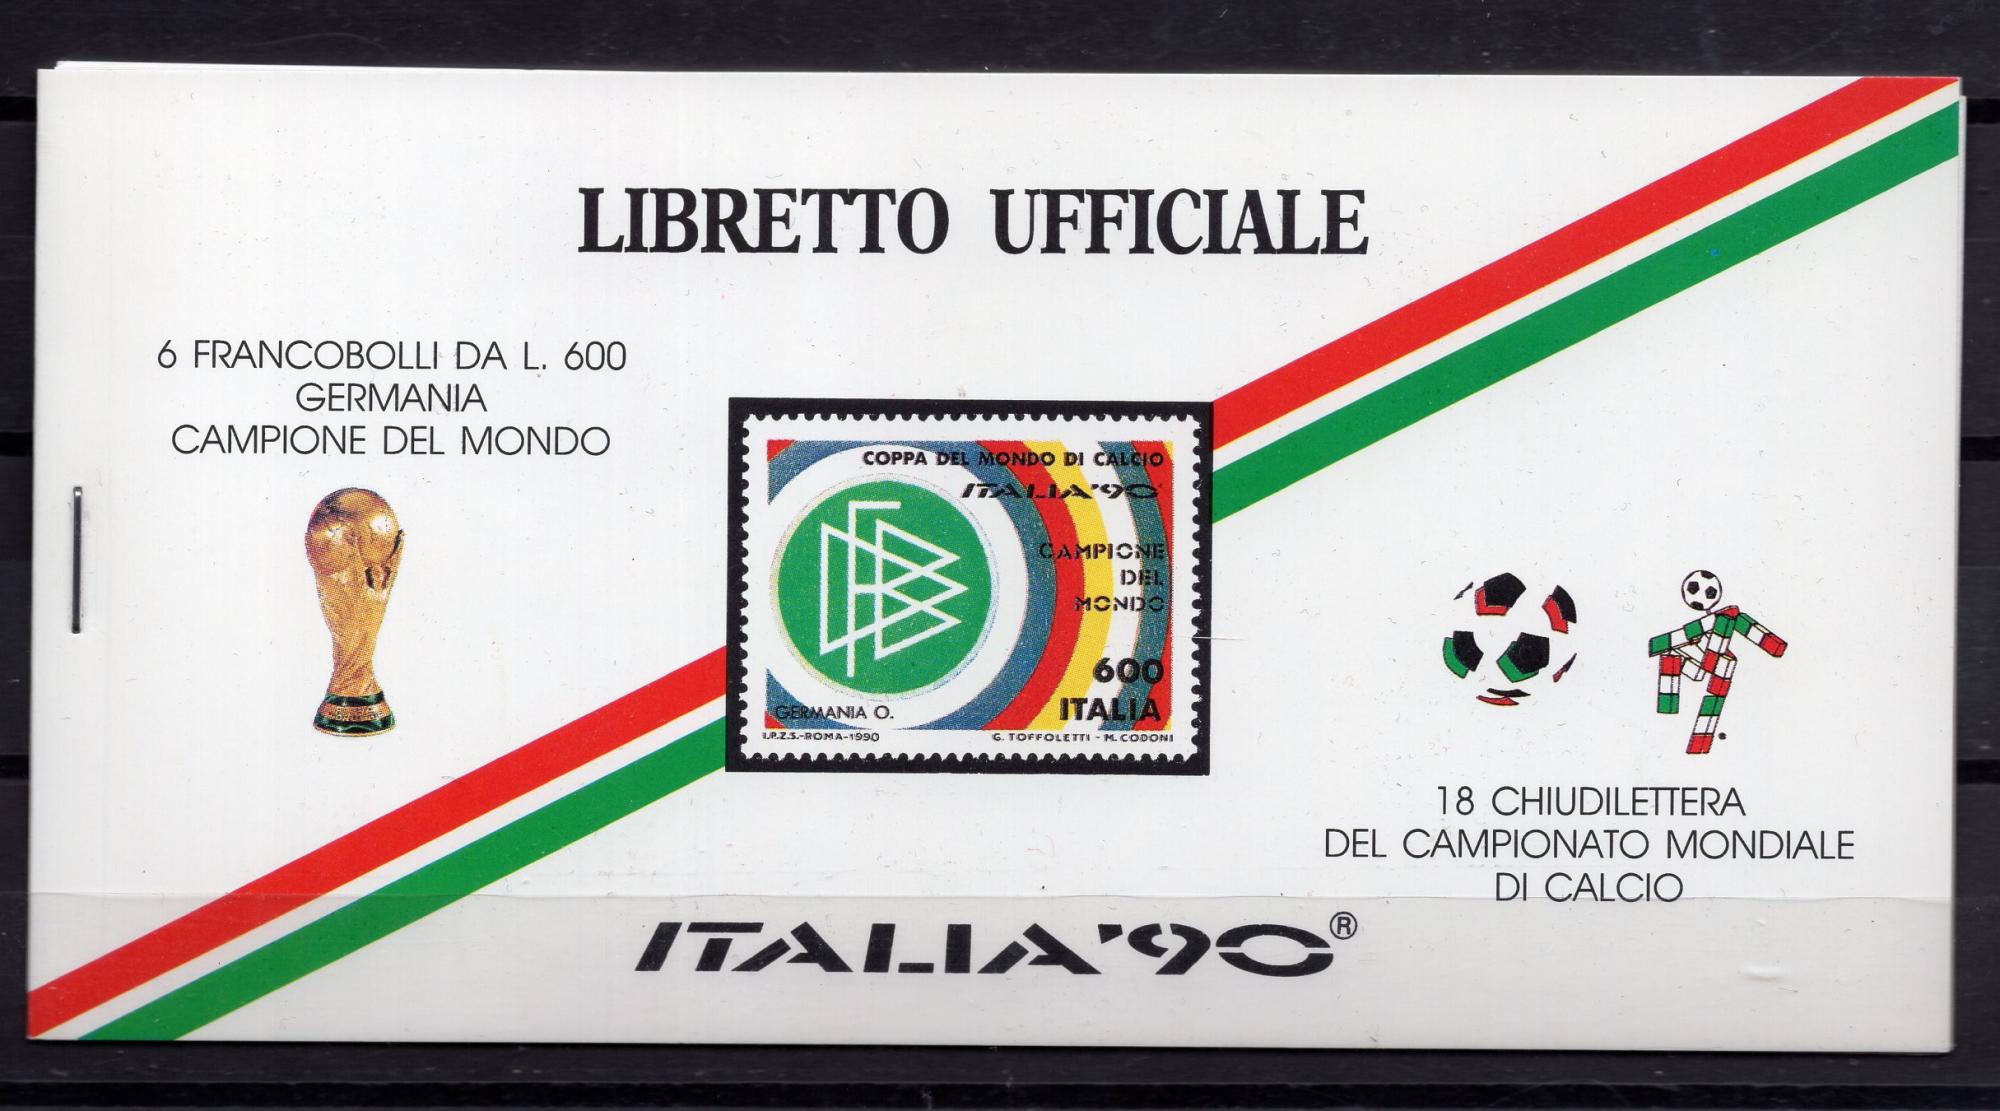 LIBRETTO UFFICIALE
6 FRANCOBOLLI DA L. 600
GERMANIA
CAMPIONE DEL MONDO
COPPA DEL MONDO DI CALCIO
ITALIA'90
CAMPIONE
DEL
MONDO
600
ITALIA
GERMANIA O.
I.P.Z.S.-ROMA-1990
G. TOFFOLETTI - M. CODONI
18 CHIUDILETTERA
DEL CAMPIONATO MONDIALE
DI CALCIO
ITALIA'90®